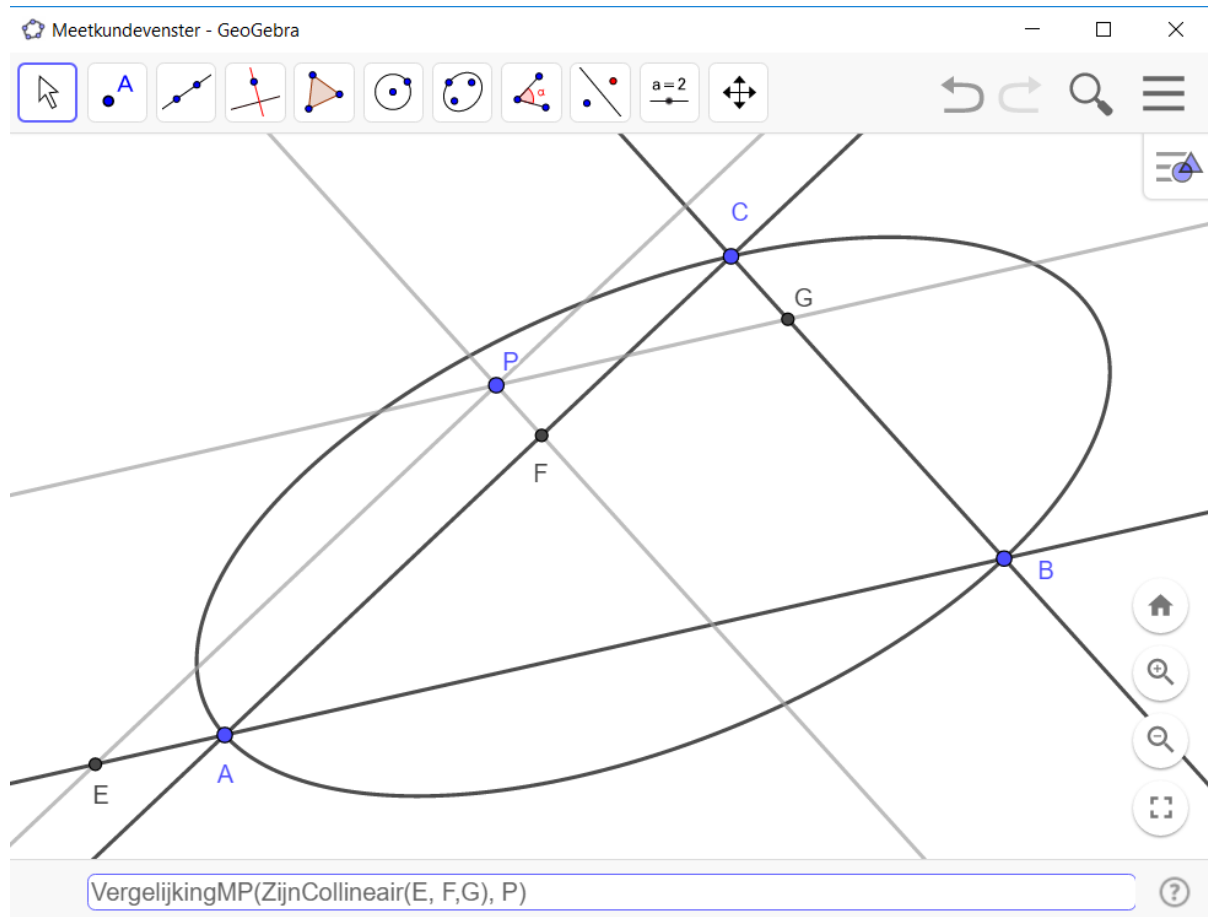 Meetkundevenster - GeoGebra
A
α
a=2
C
G
P
F
B
A
E
VergelijkingMP(ZijnCollineair(E, F,G), P)
?